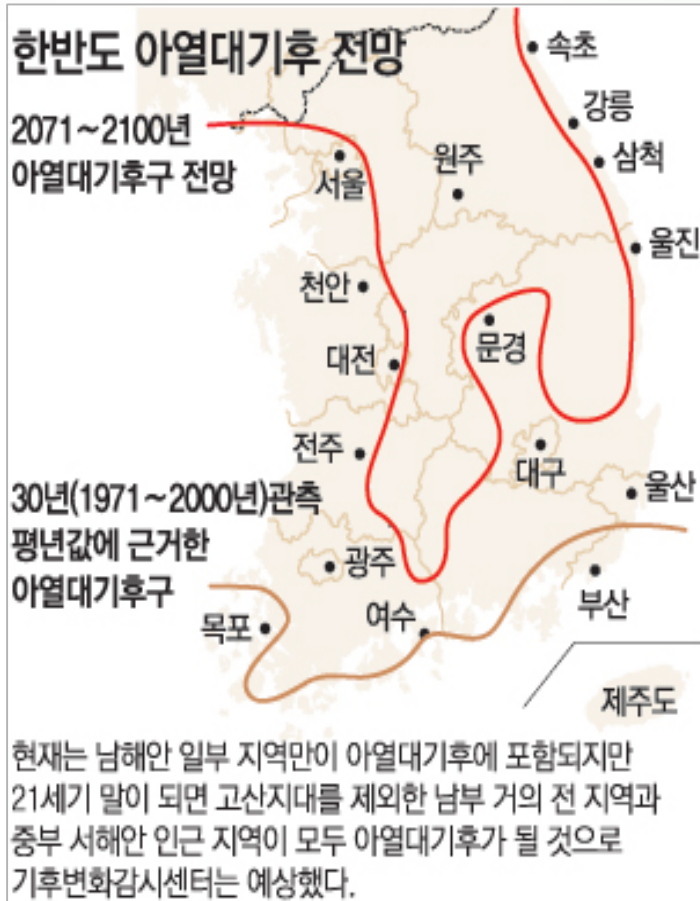 한반도 아열대기후 전망
2071~2100년
아열대기후구 전망
속초
강릉
삼척
원주
서울
울진
천안
문경
대전
전주
대구
울산
30년(1971~2000년)관측
평년값에 근거한
아열대기후구
광주
부산
여수
목포
제주도
현재는 남해안 일부 지역만이 아열대기후에 포함되지만
21세기 말이 되면 고산지대를 제외한 남부 거의 전 지역과
중부 서해안 인근 지역이 모두 아열대기후가 될 것으로
기후변화감시센터는 예상했다.